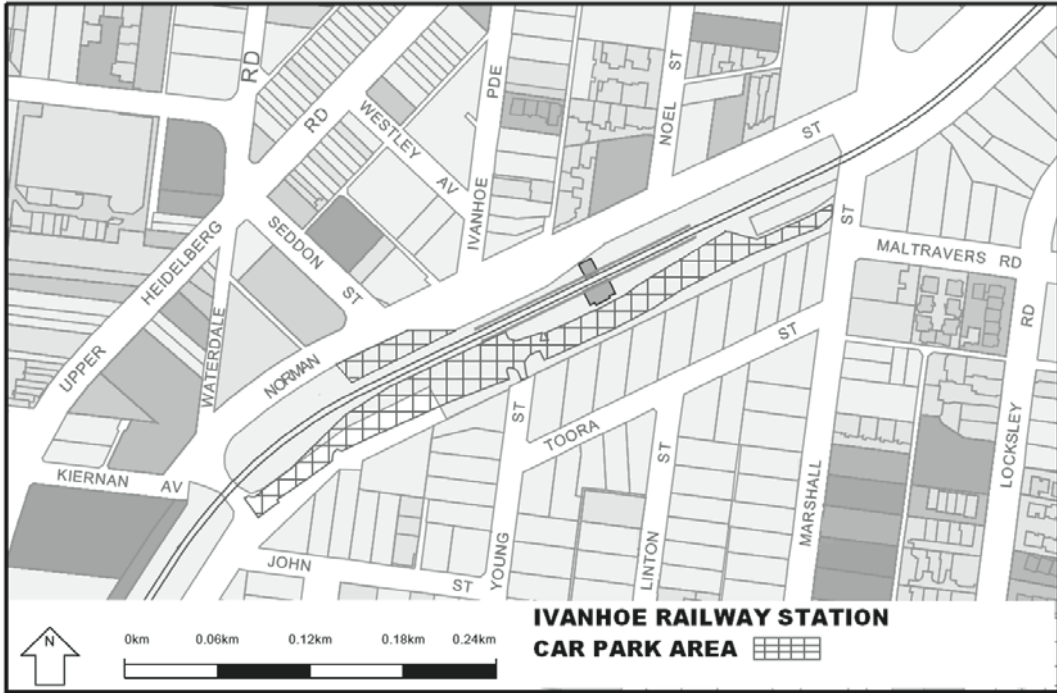 RD
RD
WESTLEY
AV
IVANHOE
PDE
NOEL
ST
ST
ST
MALTRAVERS RD
RD
LOCKSLEY
UPPER
HEIDELBERG
SEDDON
ST
WATERDALE
NORMAN
KIERNAN
AV
ST
TOORA
ST
ST
YOUNG
LINTON
MARSHALL
JOHN
ST
N
0km 0.06km 0.12km 0.18km 0.24km
IVANHOE RAILWAY STATION
CAR PARK AREA